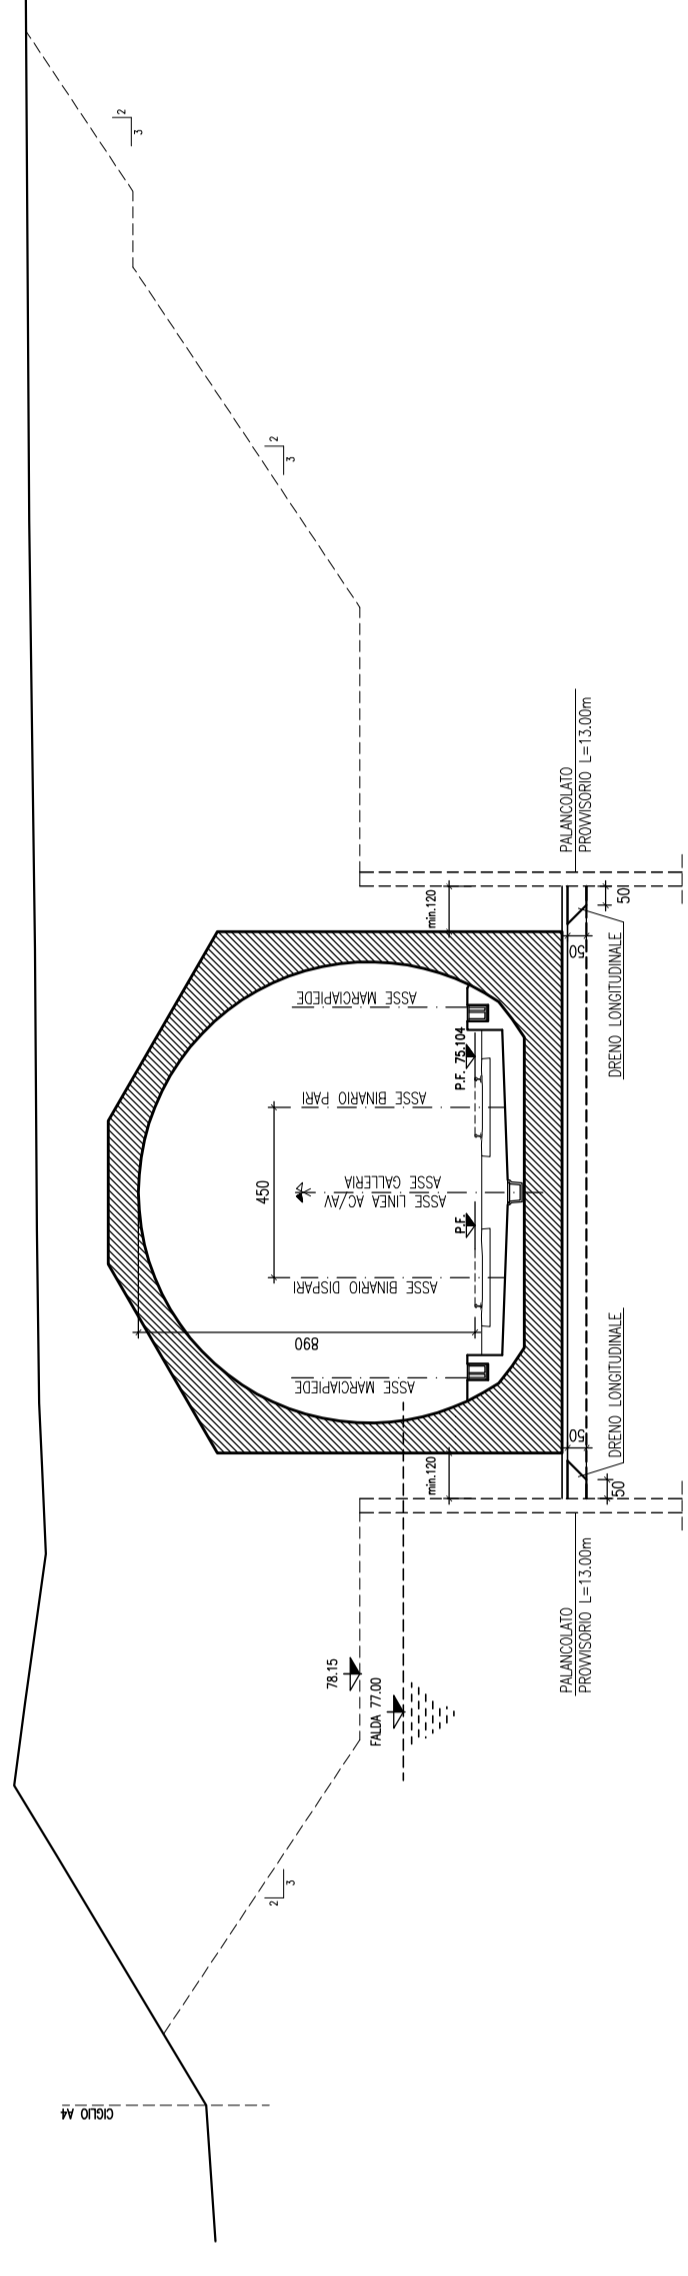 CIGLIO A4
2
3
78.15
FALDA 77.00
PALANCOLATO
PROVVISORIO L=13.00m
50
DRENO LONGITUDINALE
50
min.120
ASSE MARCIAPIEDE
890
ASSE BINARIO DISPARI
P.F.
450
ASSE LINEA AC/AV
ASSE GALLERIA
ASSE BINARIO PARI
P.F. 75.104
ASSE MARCIAPIEDE
min.120
50
DRENO LONGITUDINALE
50
PALANCOLATO
PROVVISORIO L=13.00m
2
3
2
3